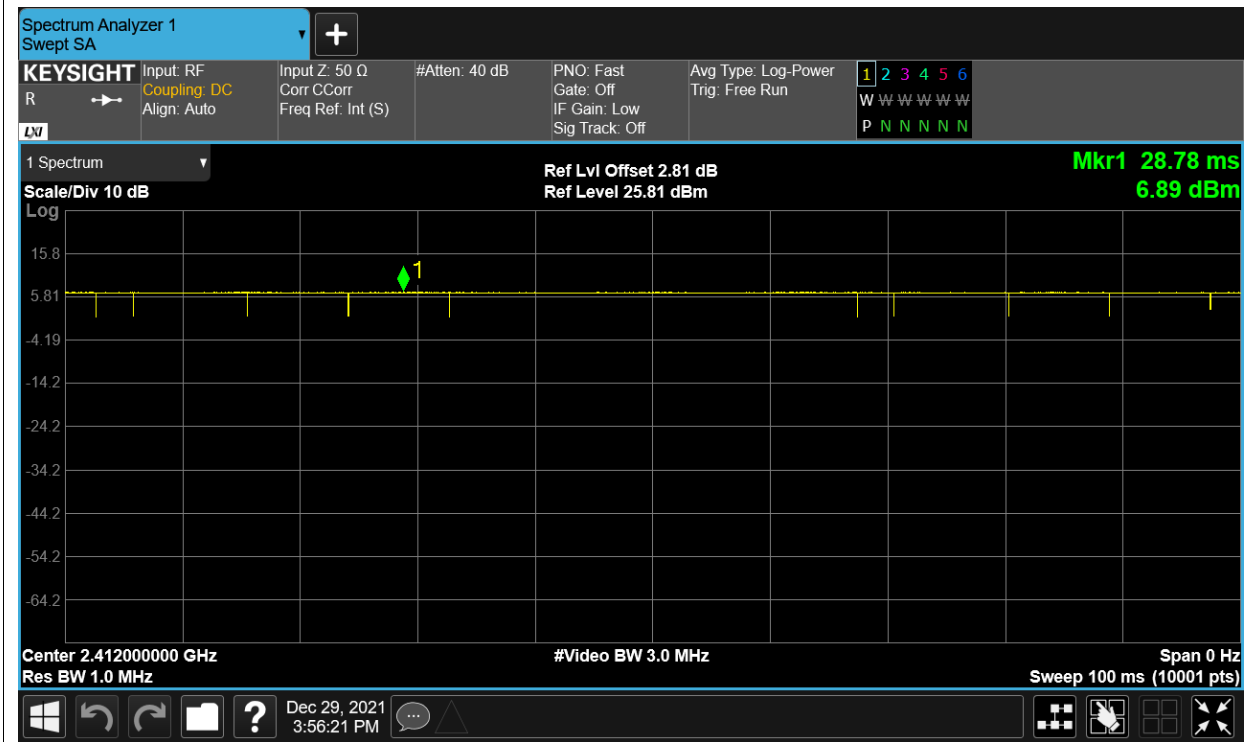 Spectrum Analyzer 1
Swept SA
KEYSIGHT
R
LXI
Input: RF
Coupling: DC
Align: Auto
Input Z: 50 Ω
Corr CCorr
Freq Ref: Int (S)
#Atten: 40 dB
PNO: Fast
Gate: Off
IF Gain: Low
Sig Track: Off
Avg Type: Log-Power
Trig: Free Run
1 2 3 4 5 6
W W W W W W
P N N N N N
1 Spectrum
Scale/Div 10 dB
Ref Lvl Offset 2.81 dB
Ref Level 25.81 dBm
Mkr1 28.78 ms
6.89 dBm
Log
1
15.8
5.81
-4.19
-14.2
-24.2
-34.2
-44.2
-54.2
-64.2
Center 2.412000000 GHz
Res BW 1.0 MHz
#Video BW 3.0 MHz
Span 0 Hz
Sweep 100 ms (10001 pts)
?
Dec 29, 2021
3:56:21 PM